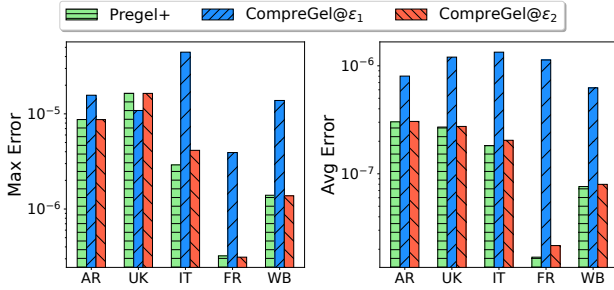 Pregel+ CompreGel@ε₁ CompreGel@ε₂
Max Error
10⁻⁵
10⁻⁶
AR UK IT FR WB
Avg Error
10⁻⁶
10⁻⁷
AR UK IT FR WB